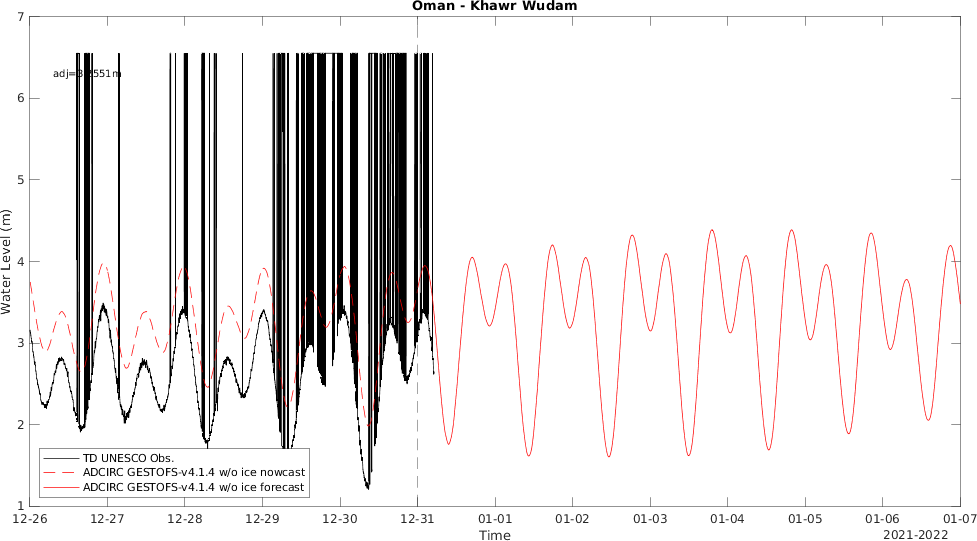 Oman - Khawr Wudam
7
6
5
4
3
2
1
Water Level (m)
TD UNESCO Obs.
ADCIRC GESTOFS-v4.1.4 w/o ice nowcast
ADCIRC GESTOFS-v4.1.4 w/o ice forecast
12-26 12-27 12-28 12-29 12-30 12-31 01-01 01-02 01-03 01-04 01-05 01-06 01-07
Time
2021-2022